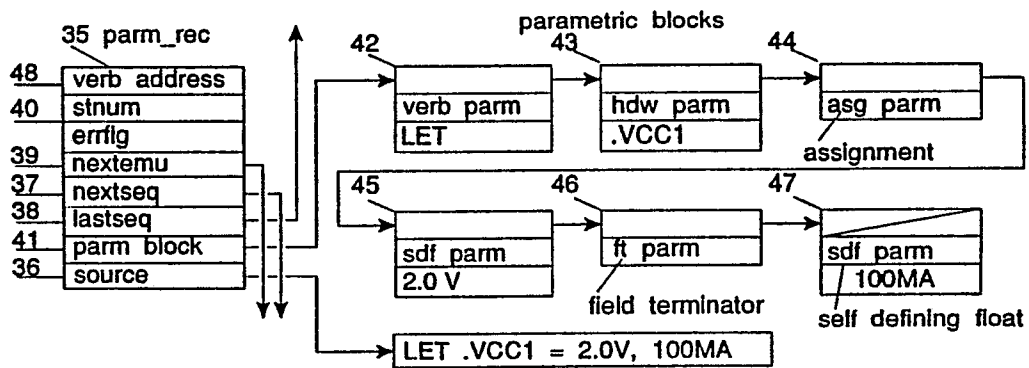 35 parm_rec
48 verb address
40 stnum
errflg
39 nextemu
37 nextseq
38 lastseq
41 parm block
36 source
parametric blocks
42
verb parm
LET
43
hdw parm
.VCC1
44
asg parm
assignment
45
sdf parm
2.0 V
46
ft parm
field terminator
47
sdf parm
100MA
self defining float
LET .VCC1 = 2.0V, 100MA